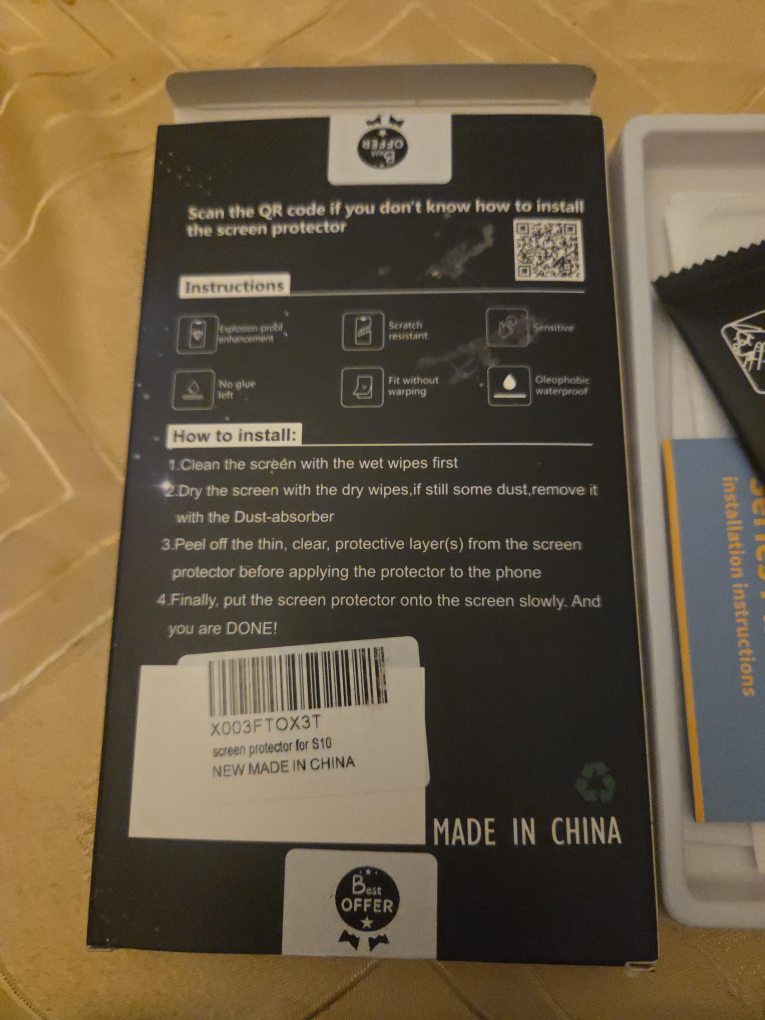 Best
OFFER
Scan the QR code if you don't know how to install
the screen protector
Instructions
Explosion-proof
enhancement
Scratch
resistant
Sensitive
No glue
left
Fit without
warping
Oleophobic
waterproof
How to install:
1.Clean the screen with the wet wipes first
2.Dry the screen with the dry wipes,if still some dust,remove it
with the Dust-absorber
3.Peel off the thin, clear, protective layer(s) from the screen
protector before applying the protector to the phone
4.Finally, put the screen protector onto the screen slowly. And
you are DONE!
X003FTOX3T
screen protector for S10
NEW MADE IN CHINA
MADE IN CHINA
Best
OFFER
installation instructions